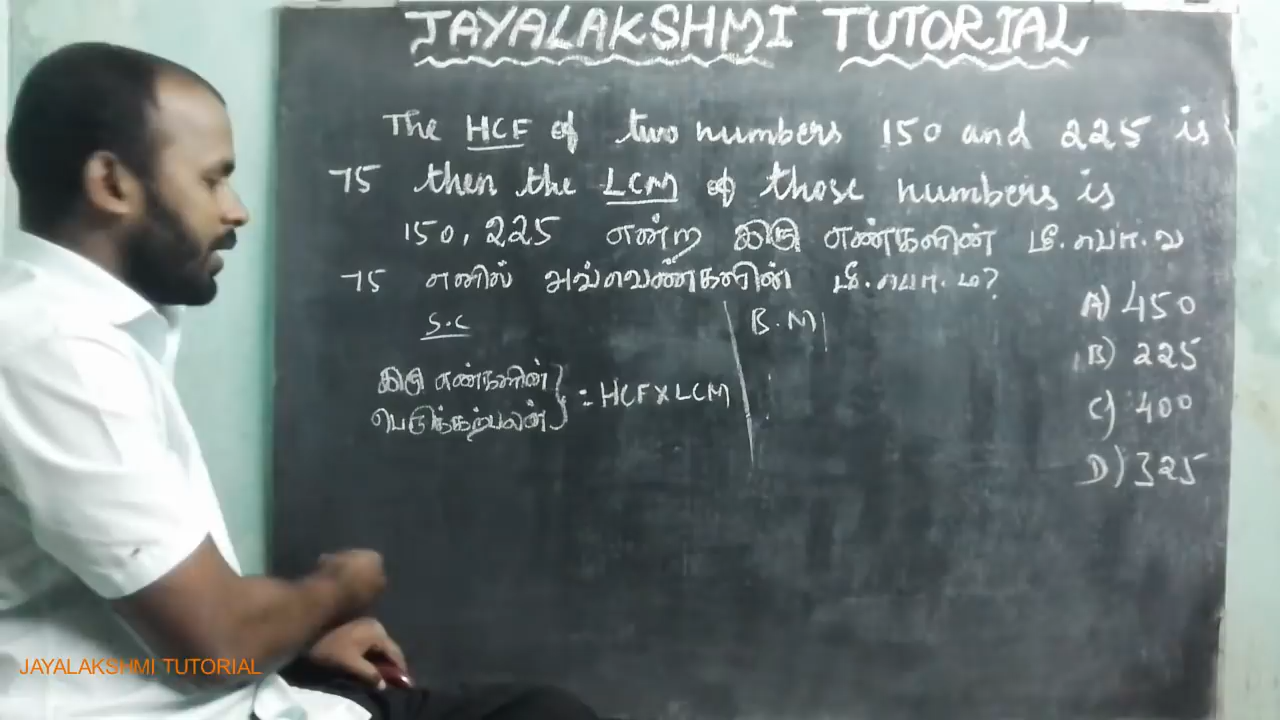 JAYALAKSHMI TUTORIAL
The HCF of two numbers 150 and 225 is
75 then the LCM of those numbers is
150, 225 என்ற இரு எண்களின் மீ.பொ.வ
75 எனில் அவ்வெண்களின் மீ.பொ.ம?
S.C
B.M
இரு எண்களின்
பெருக்கற்பலன் } = HCF X LCM
A) 450
B) 225
C) 400
D) 325
JAYALAKSHMI TUTORIAL